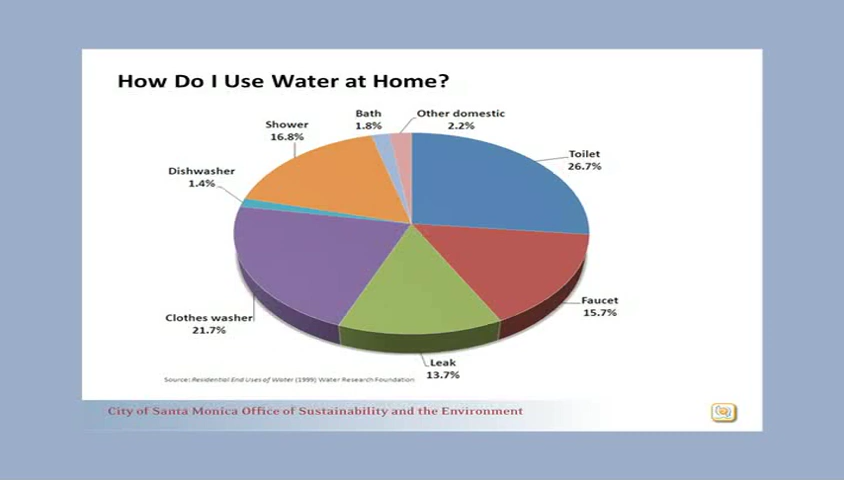 How Do I Use Water at Home?
Bath
1.8%
Other domestic
2.2%
Shower
16.8%
Toilet
26.7%
Dishwasher
1.4%
Faucet
15.7%
Clothes washer
21.7%
Leak
13.7%
Source: Residential End Uses of Water (1999) Water Research Foundation
City of Santa Monica Office of Sustainability and the Environment